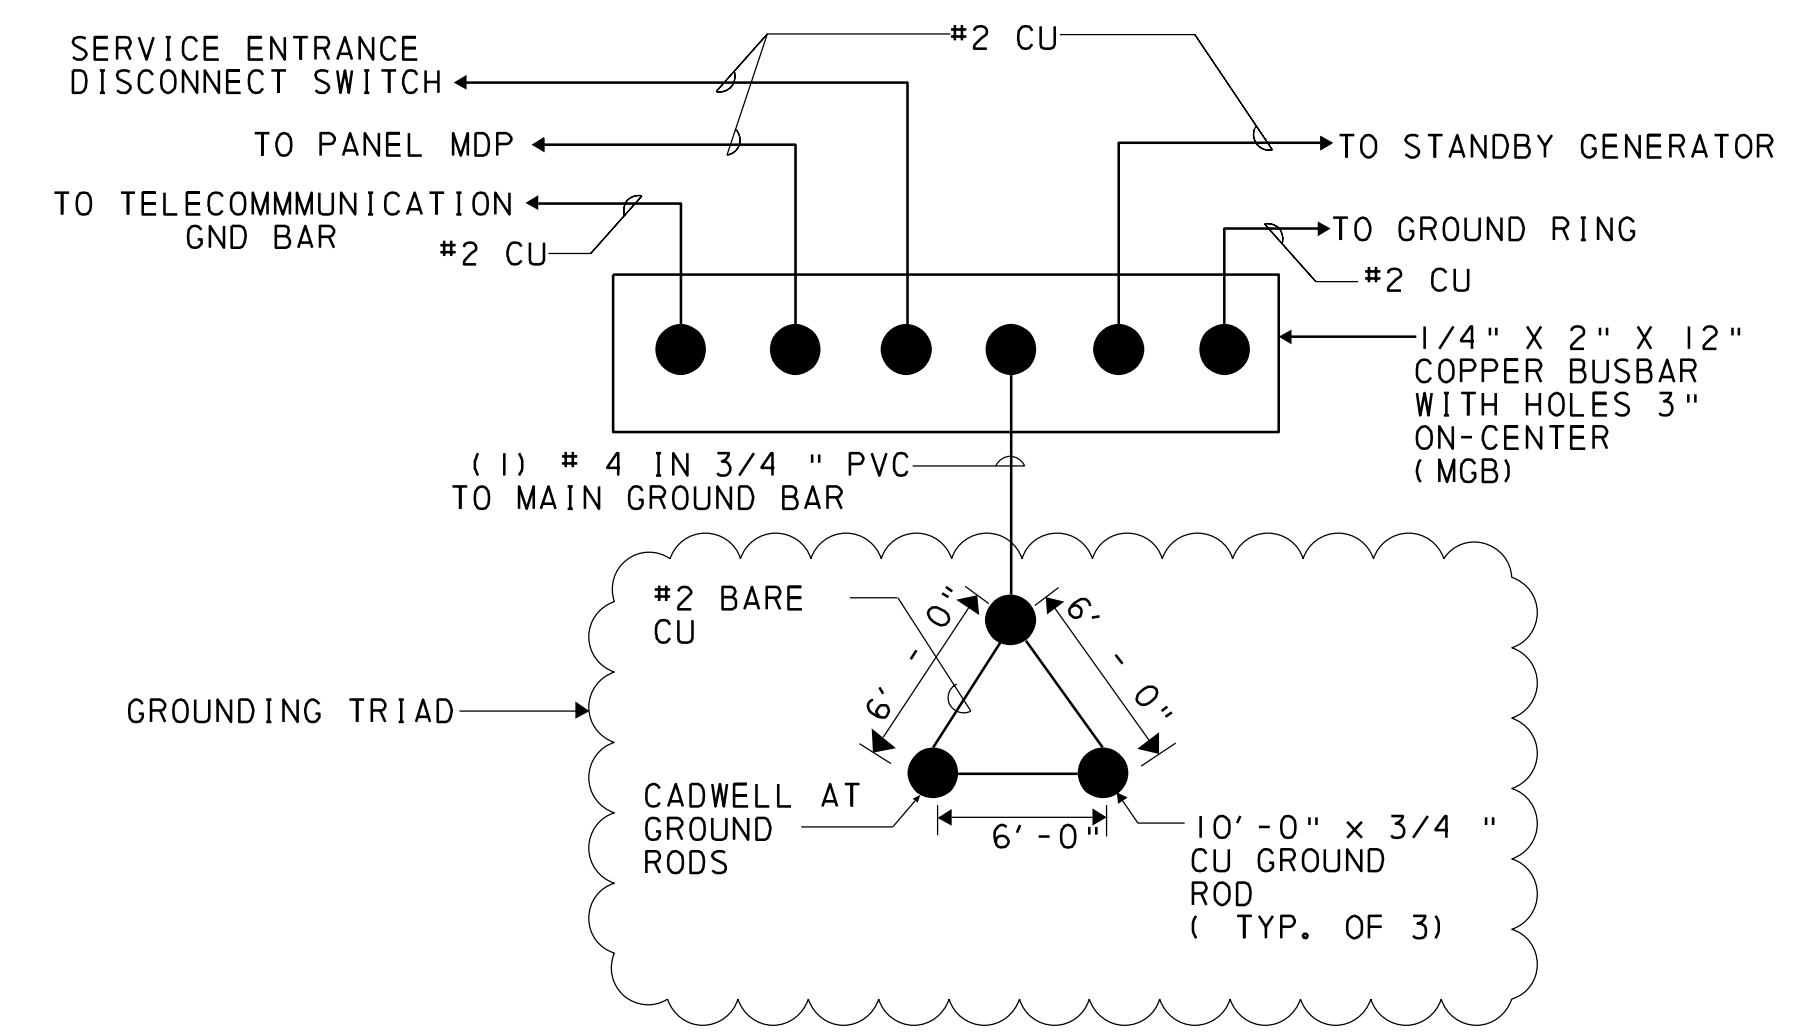 #2 CU
SERVICE ENTRANCE
DISCONNECT SWITCH
TO PANEL MDP
TO STANDBY GENERATOR
TO TELECOMMMUNICATION
GND BAR
#2 CU
TO GROUND RING
#2 CU
1/4" X 2" X 12"
COPPER BUSBAR
WITH HOLES 3"
ON-CENTER
(MGB)
(1) # 4 IN 3/4 " PVC
TO MAIN GROUND BAR
#2 BARE
CU
6' - 0"
6' - 0"
GROUNDING TRIAD
CADWELL AT
GROUND
RODS
6'-0"
10'-0" x 3/4 "
CU GROUND
ROD
( TYP. OF 3)